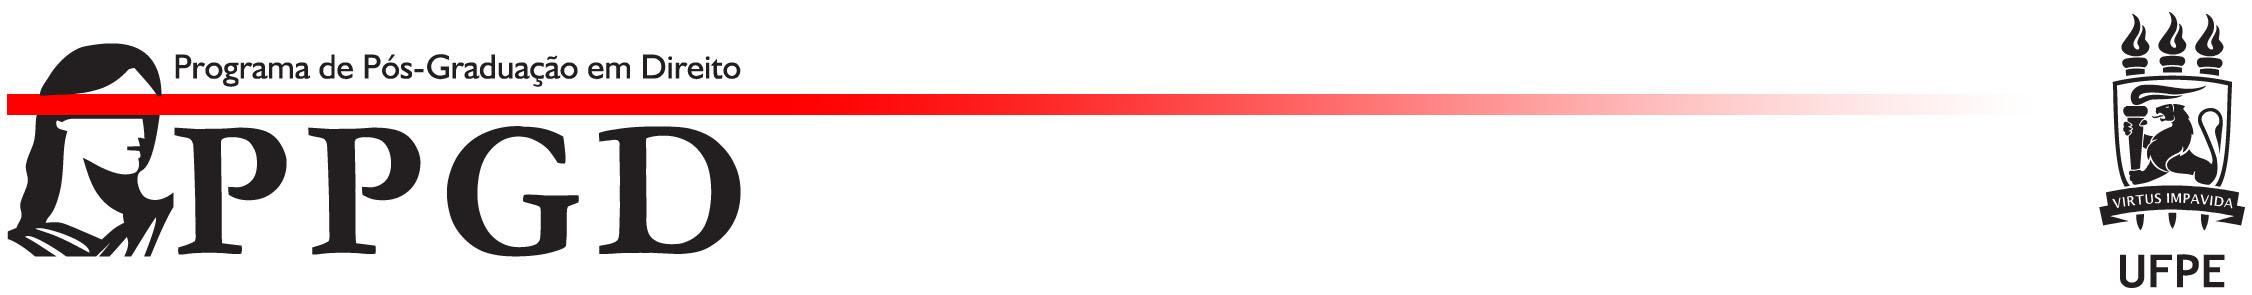 Programa de Pós-Graduação em Direito
PPGD
VIRTUS IMPAVIDA
UFPE